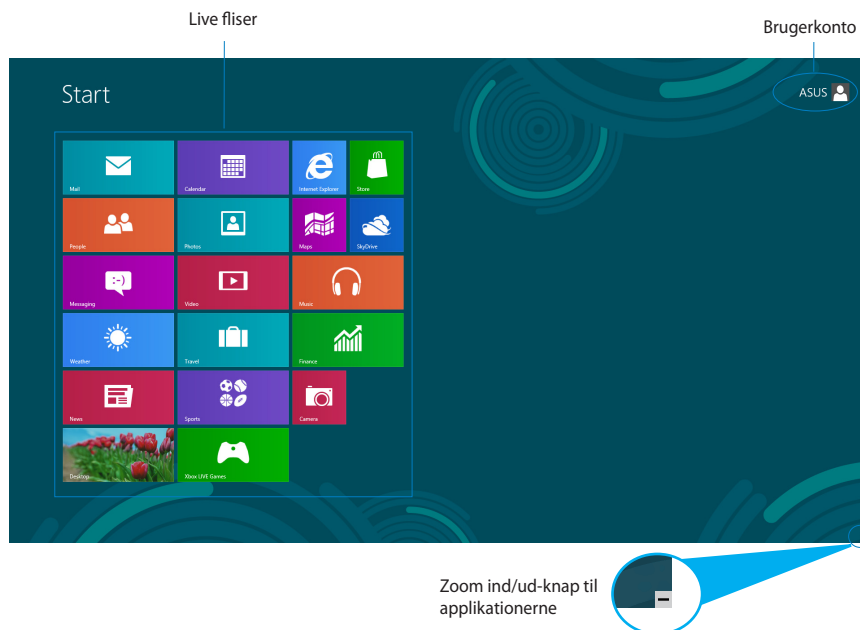 Live fliser
Brugerkonto
Start
ASUS
Mail
Calendar
Internet Explorer
Store
People
Photos
Maps
SkyDrive
Messaging
:-)
Video
Music
Weather
Travel
Finance
News
Sports
Camera
Desktop
Xbox LIVE Games
Zoom ind/ud-knap til
applikationerne